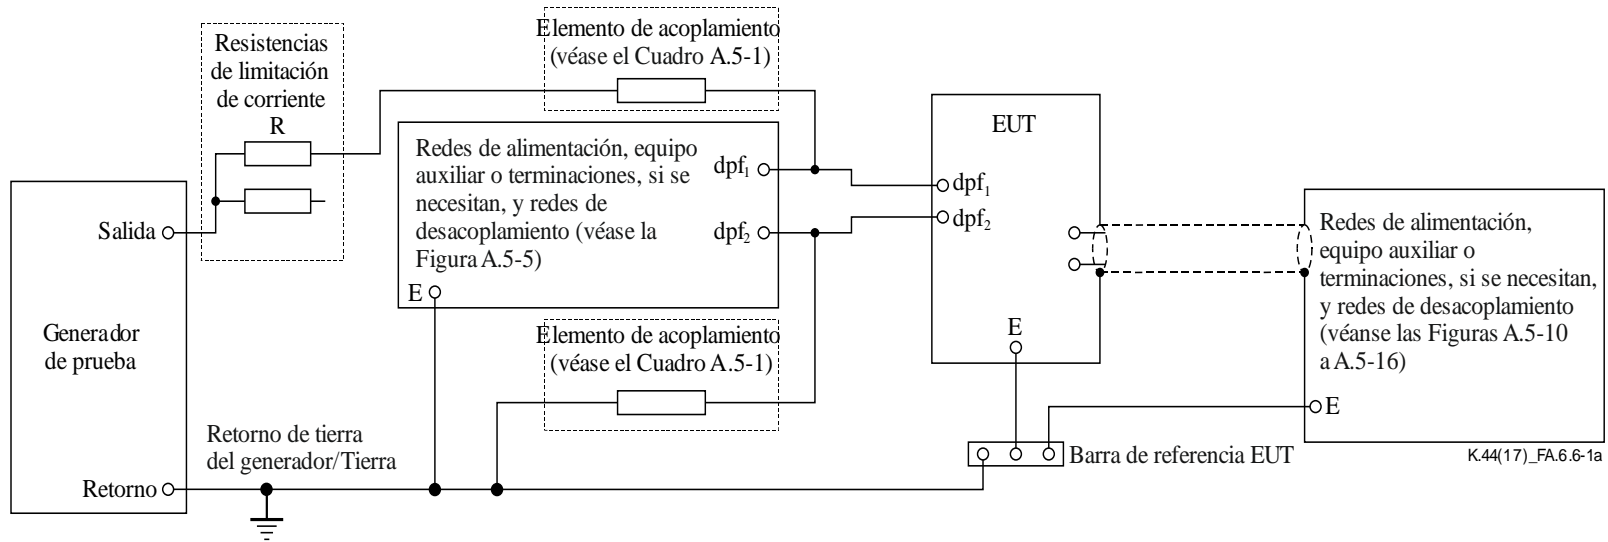 Resistencias
de limitación
de corriente
R
Elemento de acoplamiento
(véase el Cuadro A.5-1)
Redes de alimentación, equipo
auxiliar o terminaciones, si se
necesitan, y redes de
desacoplamiento (véase la
Figura A.5-5)
dpf1
dpf2
E
EUT
dpf1
dpf2
E
Redes de alimentación,
equipo auxiliar o
terminaciones, si se necesitan,
y redes de desacoplamiento
(véanse las Figuras A.5-10
a A.5-16)
E
Salida
Generador
de prueba
Retorno
Elemento de acoplamiento
(véase el Cuadro A.5-1)
Retorno de tierra
del generador/Tierra
Barra de referencia EUT
K.44(17)_FA.6.6-1a